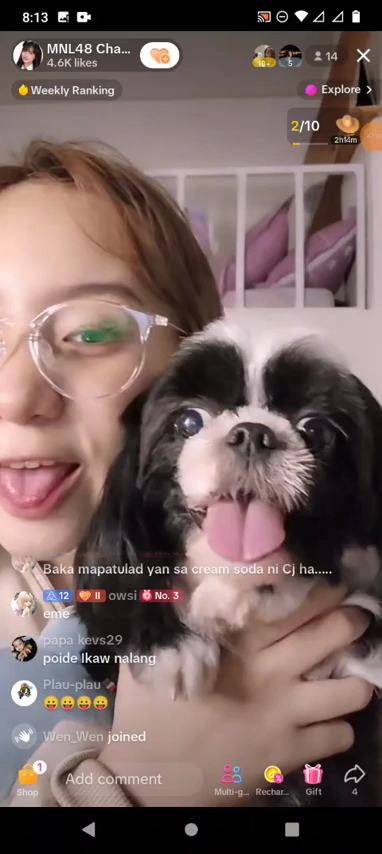 8:13
MNL48 Cha...
4.6K likes
10+
5
14
Weekly Ranking
Explore
2/10
2h14m
Baka mapatulad yan sa cream soda ni Cj ha.....
12 II owsi No. 3
eme
papa kevs29
poide Ikaw nalang
Plau-plau
Wen_Wen joined
1
Add comment
Shop
Multi-g...
Rechar...
Gift
4